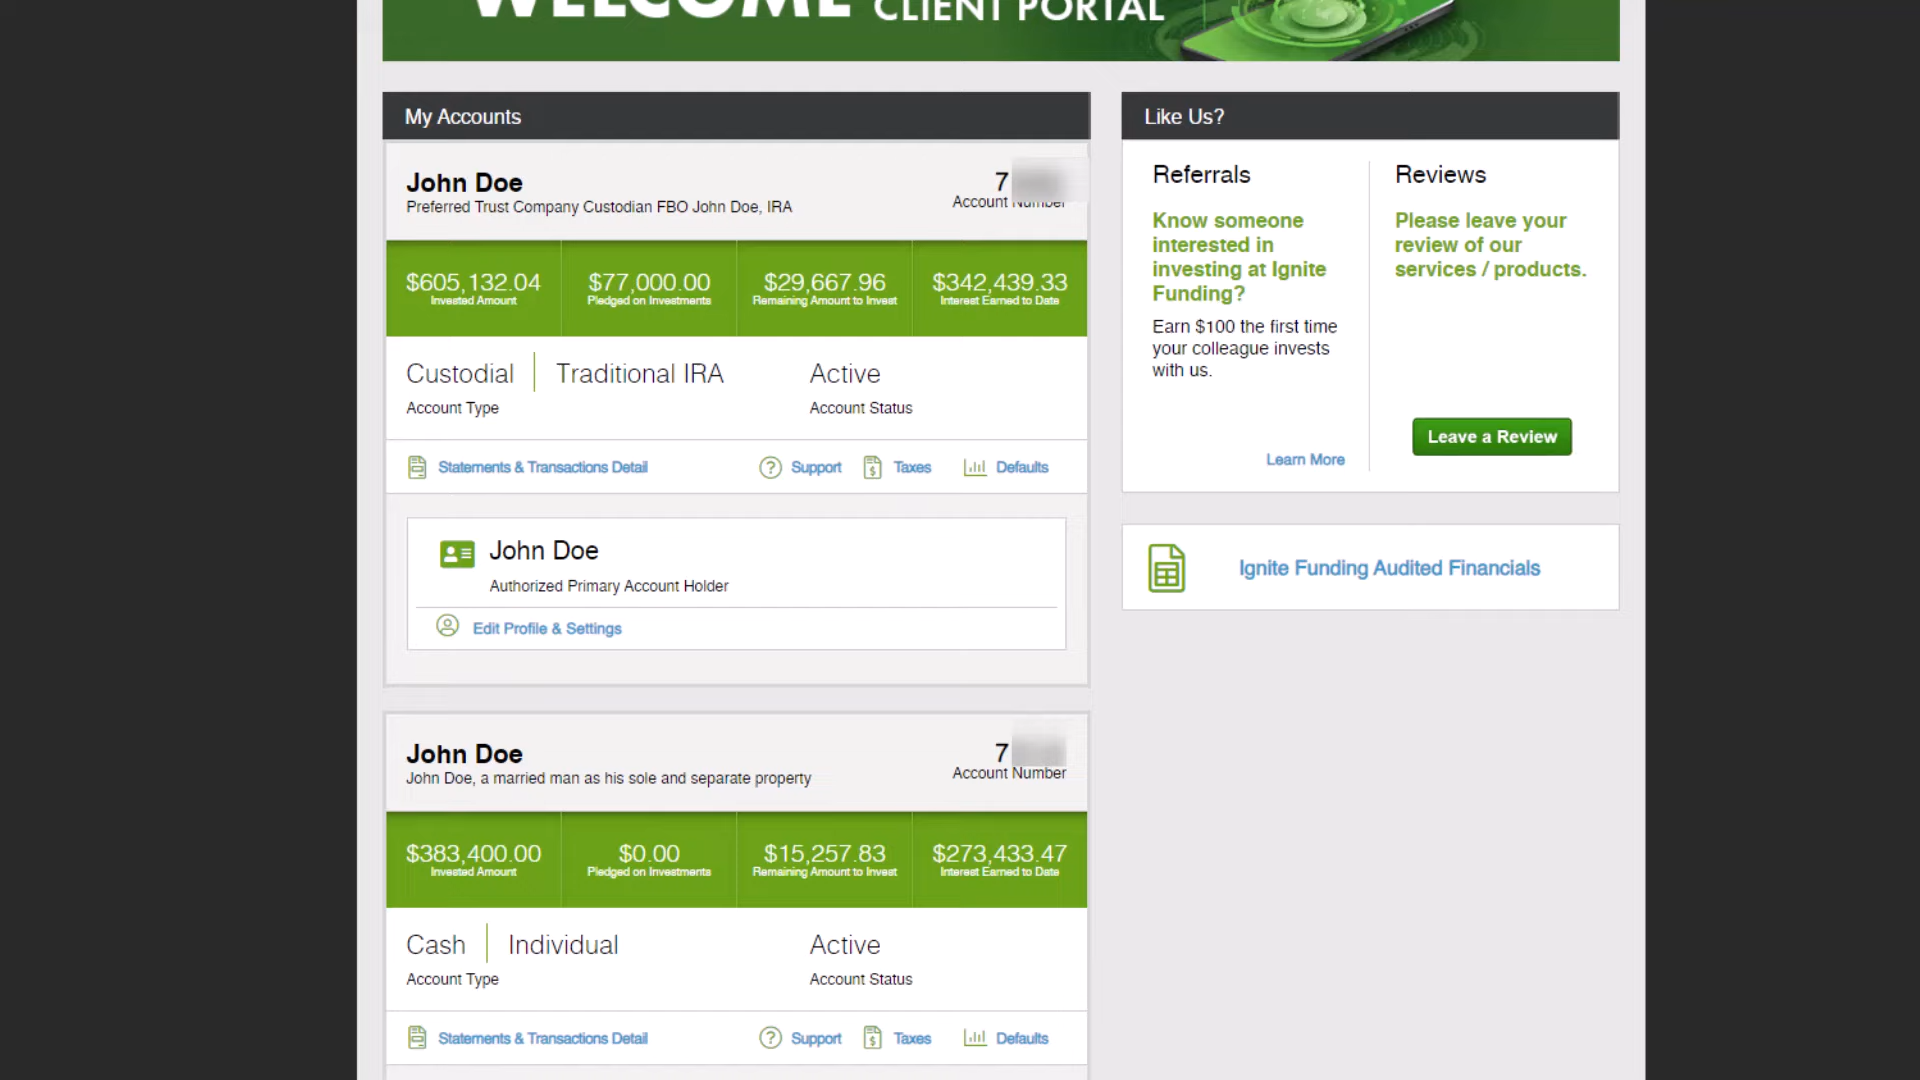 WELCOME CLIENT PORTAL
My Accounts
John Doe
Preferred Trust Company Custodian FBO John Doe, IRA
7
Account Number
$605,132.04
Invested Amount
$77,000.00
Pledged on Investments
$29,667.96
Remaining Amount to Invest
$342,439.33
Interest Earned to Date
Custodial
Traditional IRA
Account Type
Active
Account Status
Statements & Transactions Detail
Support
Taxes
Defaults
John Doe
Authorized Primary Account Holder
Edit Profile & Settings
John Doe
John Doe, a married man as his sole and separate property
7
Account Number
$383,400.00
Invested Amount
$0.00
Pledged on Investments
$15,257.83
Remaining Amount to Invest
$273,433.47
Interest Earned to Date
Cash
Individual
Account Type
Active
Account Status
Statements & Transactions Detail
Support
Taxes
Defaults
Like Us?
Referrals
Know someone
interested in
investing at Ignite
Funding?
Earn $100 the first time
your colleague invests
with us.
Learn More
Reviews
Please leave your
review of our
services / products.
Leave a Review
Ignite Funding Audited Financials